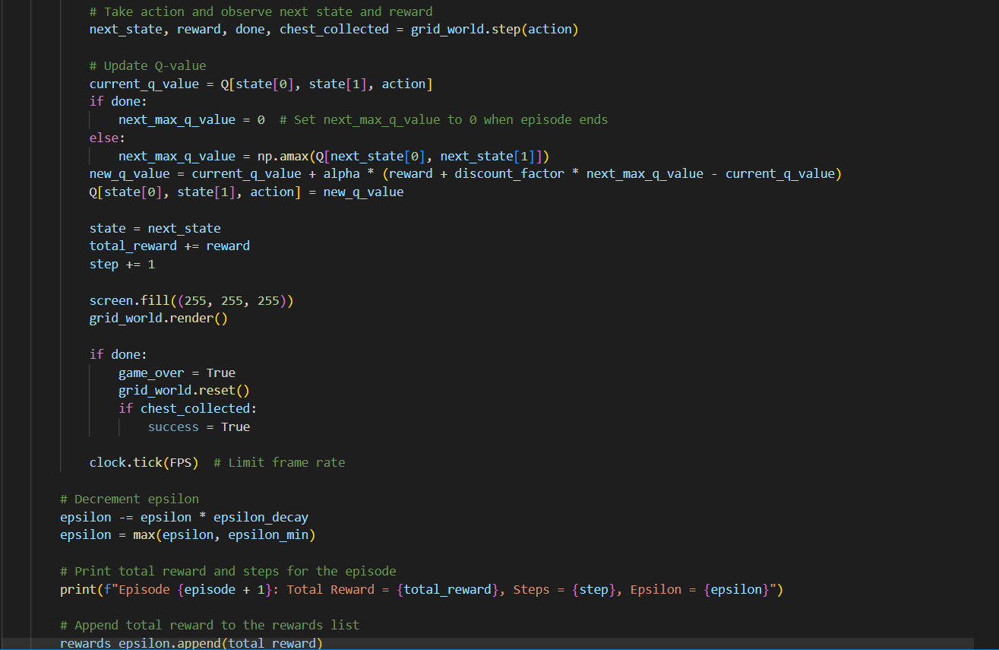 # Take action and observe next state and reward
next_state, reward, done, chest_collected = grid_world.step(action)
# Update Q-value
current_q_value = Q[state[0], state[1], action]
if done:
next_max_q_value = 0  # Set next_max_q_value to 0 when episode ends
else:
next_max_q_value = np.amax(Q[next_state[0], next_state[1]])
new_q_value = current_q_value + alpha * (reward + discount_factor * next_max_q_value - current_q_value)
Q[state[0], state[1], action] = new_q_value
state = next_state
total_reward += reward
step += 1
screen.fill((255, 255, 255))
grid_world.render()
if done:
game_over = True
grid_world.reset()
if chest_collected:
success = True
clock.tick(FPS)  # Limit frame rate
# Decrement epsilon
epsilon -= epsilon * epsilon_decay
epsilon = max(epsilon, epsilon_min)
# Print total reward and steps for the episode
print(f"Episode {episode + 1}: Total Reward = {total_reward}, Steps = {step}, Epsilon = {epsilon}")
# Append total reward to the rewards list
rewards_epsilon.append(total_reward)